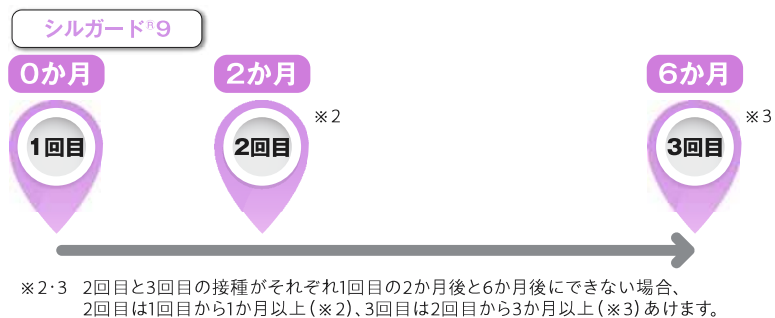 シルガード®9
0か月
2か月
6か月
1回目
2回目
※2
3回目
※3
※2・3 2回目と3回目の接種がそれぞれ1回目の2か月後と6か月後にできない場合、
2回目は1回目から1か月以上(※2)、3回目は2回目から3か月以上(※3)あけます。